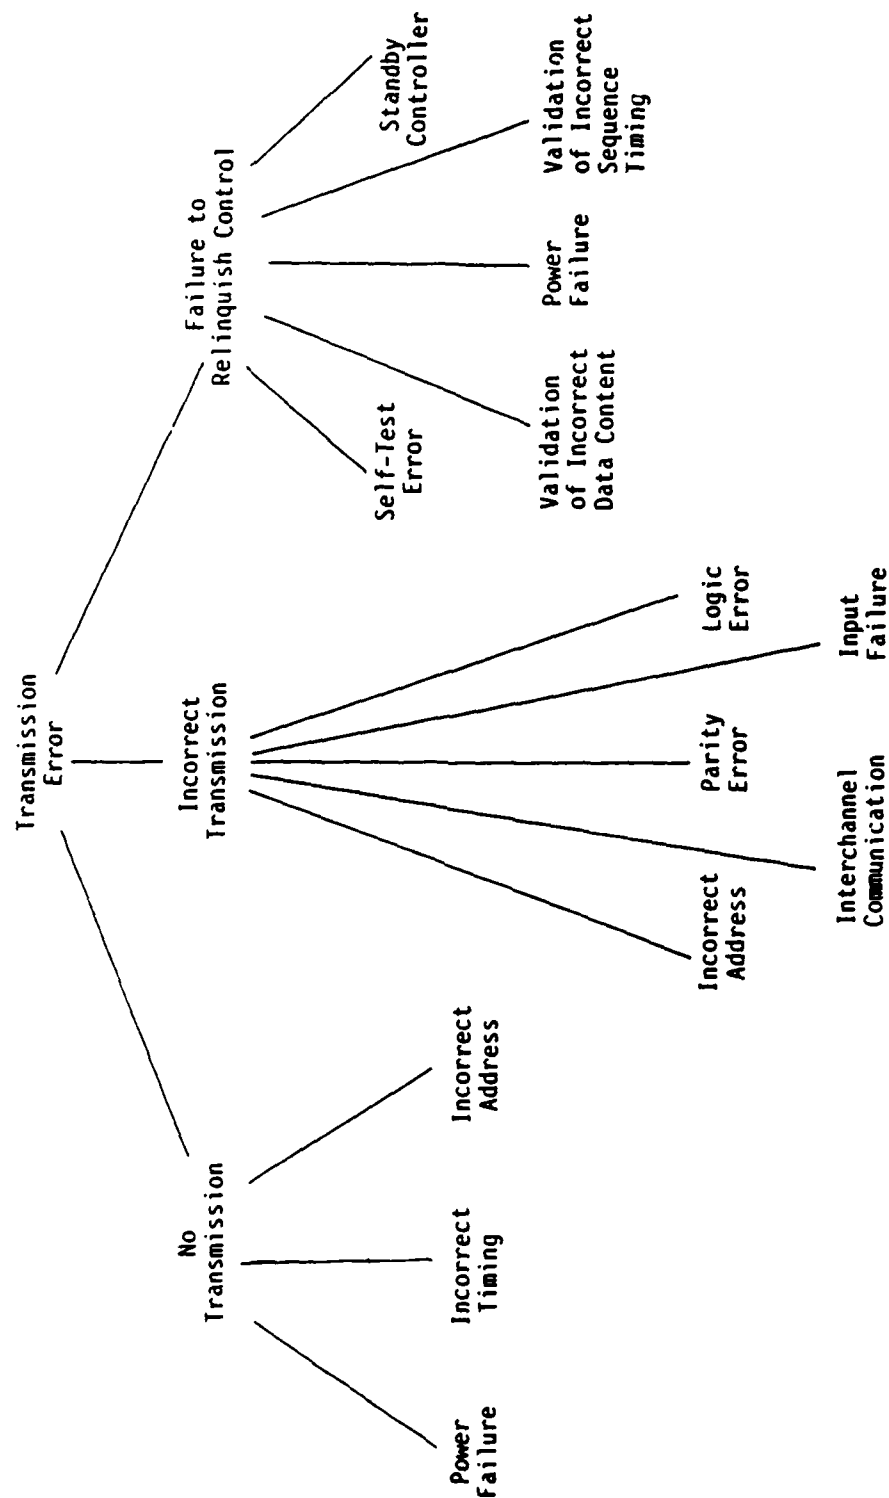 Transmission
Error
No
Transmission
Incorrect
Transmission
Failure to
Relinquish Control
Power
Failure
Incorrect
Timing
Incorrect
Address
Incorrect
Address
Interchannel
Communication
Parity
Error
Input
Failure
Logic
Error
Self-Test
Error
Validation
of Incorrect
Data Content
Power
Failure
Validation
of Incorrect
Sequence
Timing
Standby
Controller